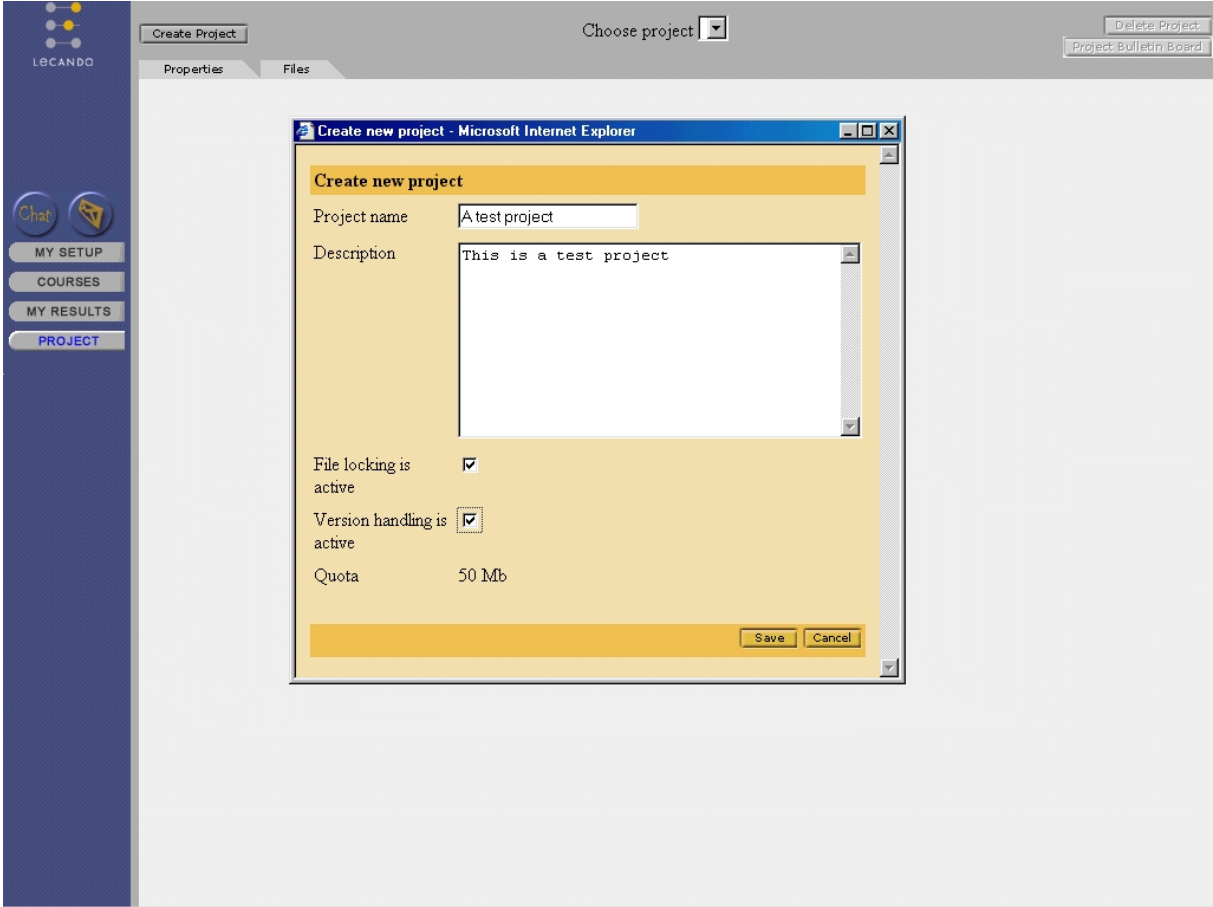 LECANDO
Create Project
Choose project
Delete Project
Project Bulletin Board
Properties
Files
Chat
MY SETUP
COURSES
MY RESULTS
PROJECT
Create new project - Microsoft Internet Explorer
Create new project
Project name
A test project
Description
This is a test project
File locking is
active
Version handling is
active
Quota
50 Mb
Save
Cancel